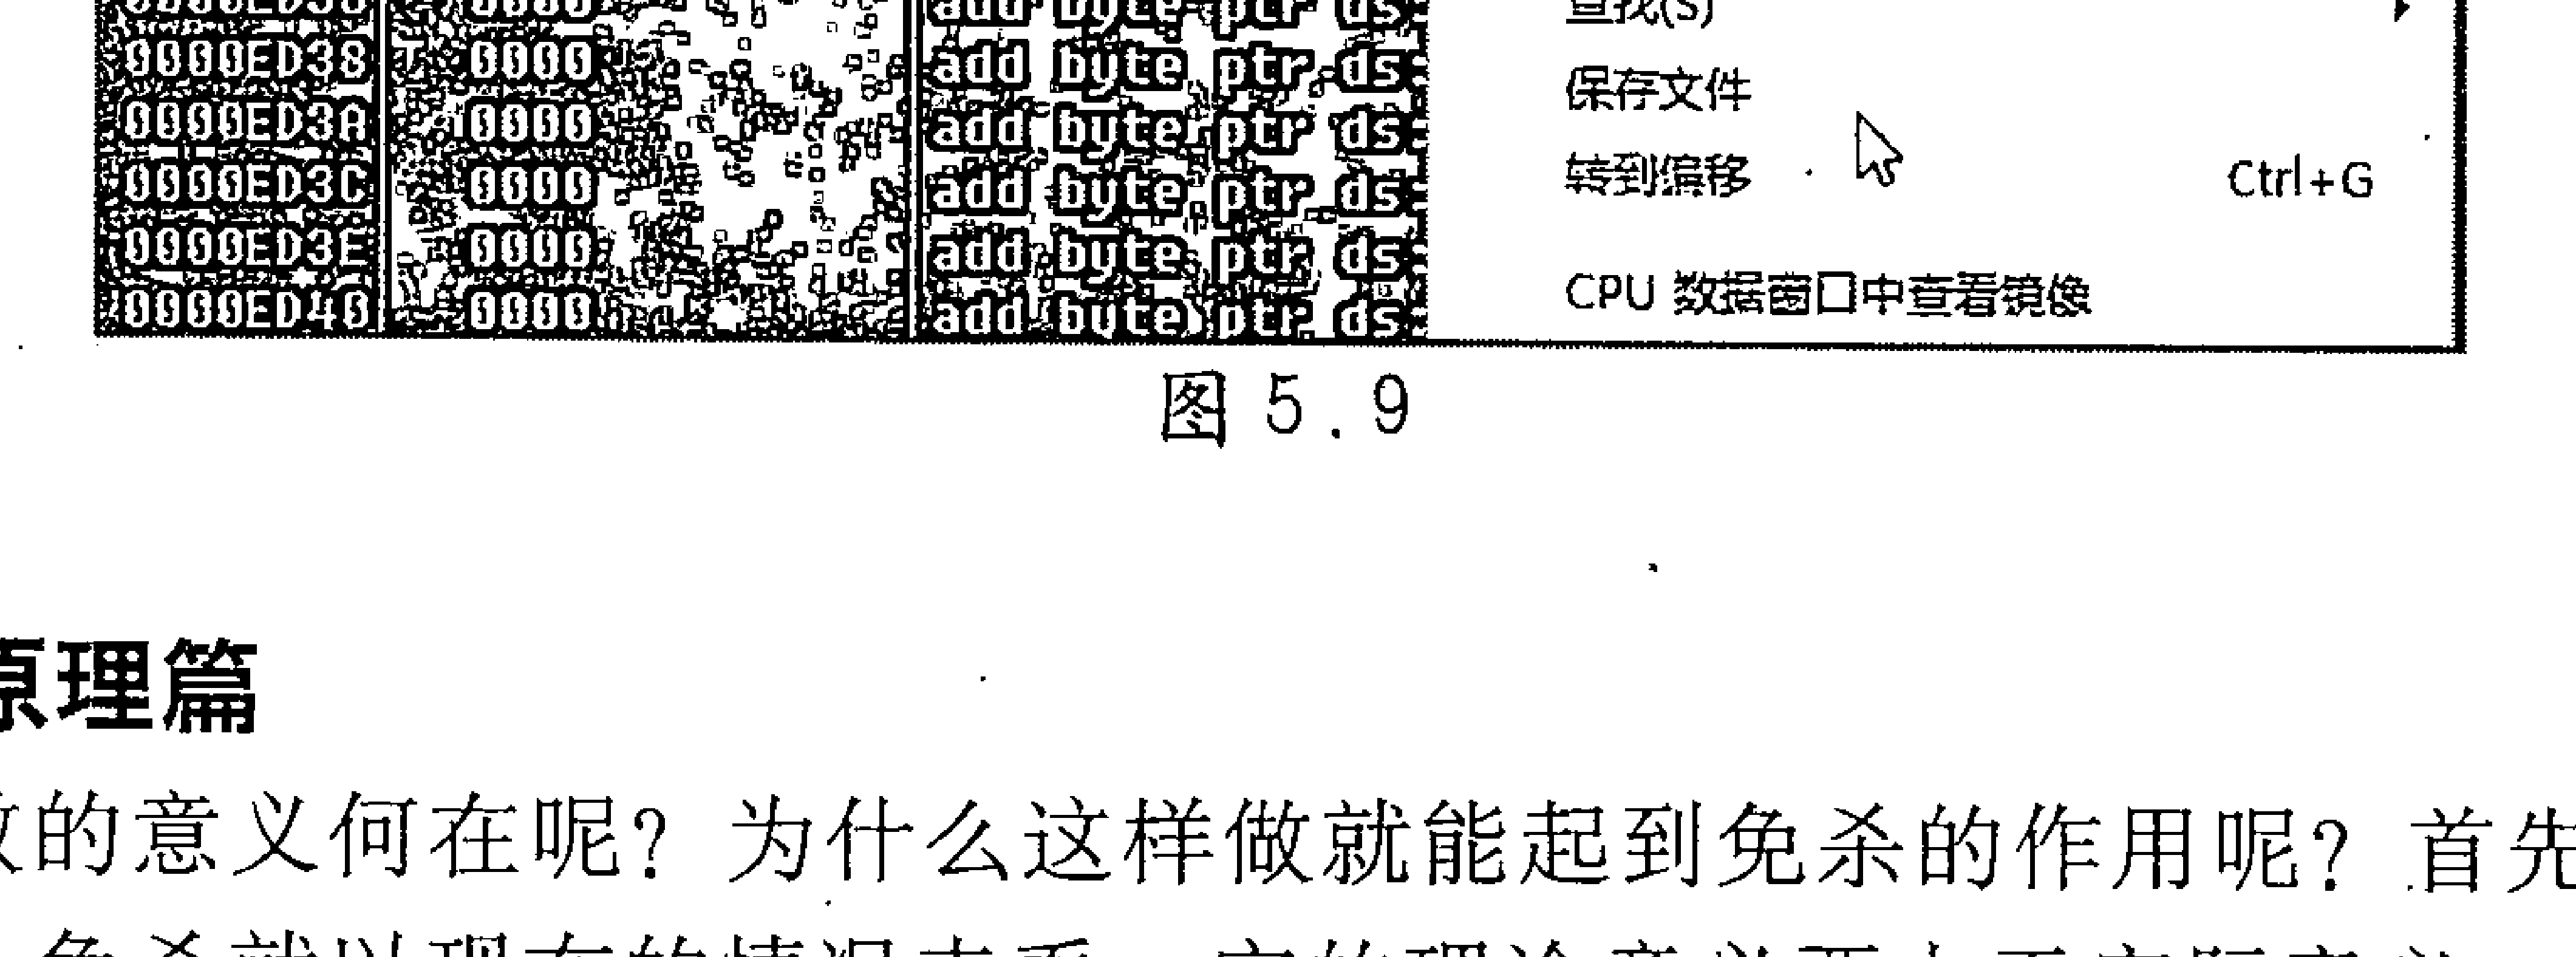 0000ED38 0000 add byte ptr ds 保存文件
0000ED3A 0000 add byte ptr ds
0000ED3C 0000 add byte ptr ds 转到偏移 Ctrl+G
0000ED3E 0000 add byte ptr ds
0000ED40 0000 add byte ptr ds CPU 数据窗口中查看镜像
图 5.9
原理篇
的意义何在呢？为什么这样做就能起到免杀的作用呢？首先